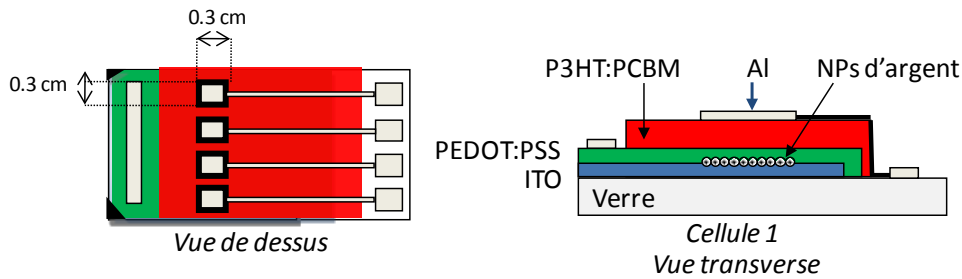 0.3 cm
0.3 cm
Vue de dessus
P3HT:PCBM
Al
NPs d'argent
PEDOT:PSS
ITO
Verre
Cellule 1
Vue transverse